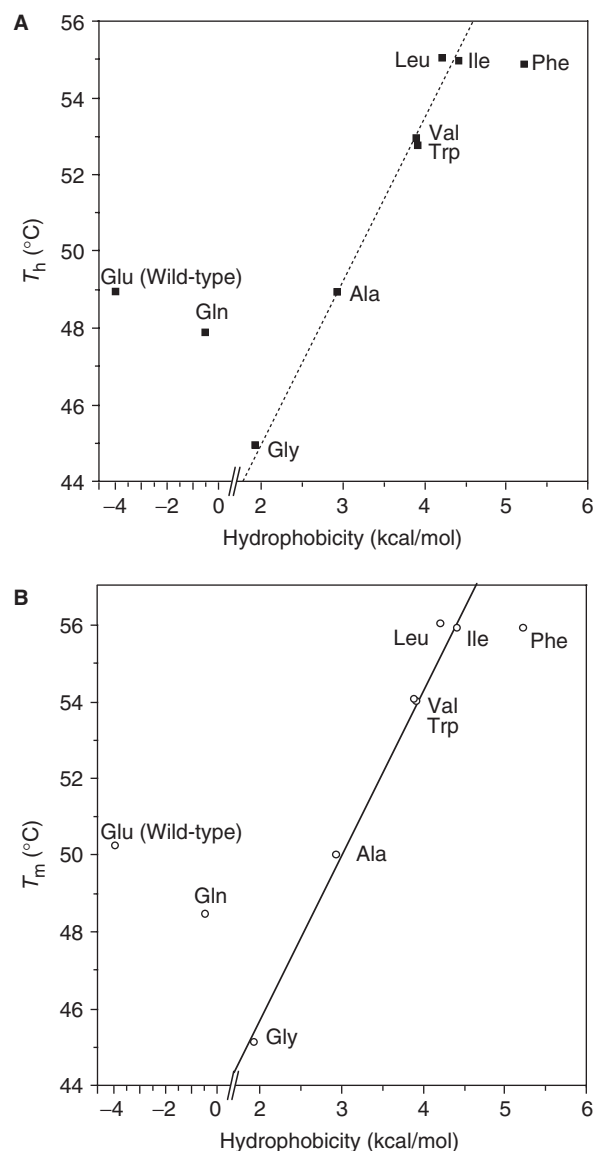 A
56
54
52
50
48
46
44
T_h (°C)
Leu
Ile
Phe
Val
Trp
Glu (Wild-type)
Gln
Ala
Gly
−4
−2
0
2
3
4
5
6
Hydrophobicity (kcal/mol)
B
56
54
52
50
48
46
44
T_m (°C)
Leu
Ile
Phe
Val
Trp
Glu (Wild-type)
Gln
Ala
Gly
−4
−2
0
2
3
4
5
6
Hydrophobicity (kcal/mol)